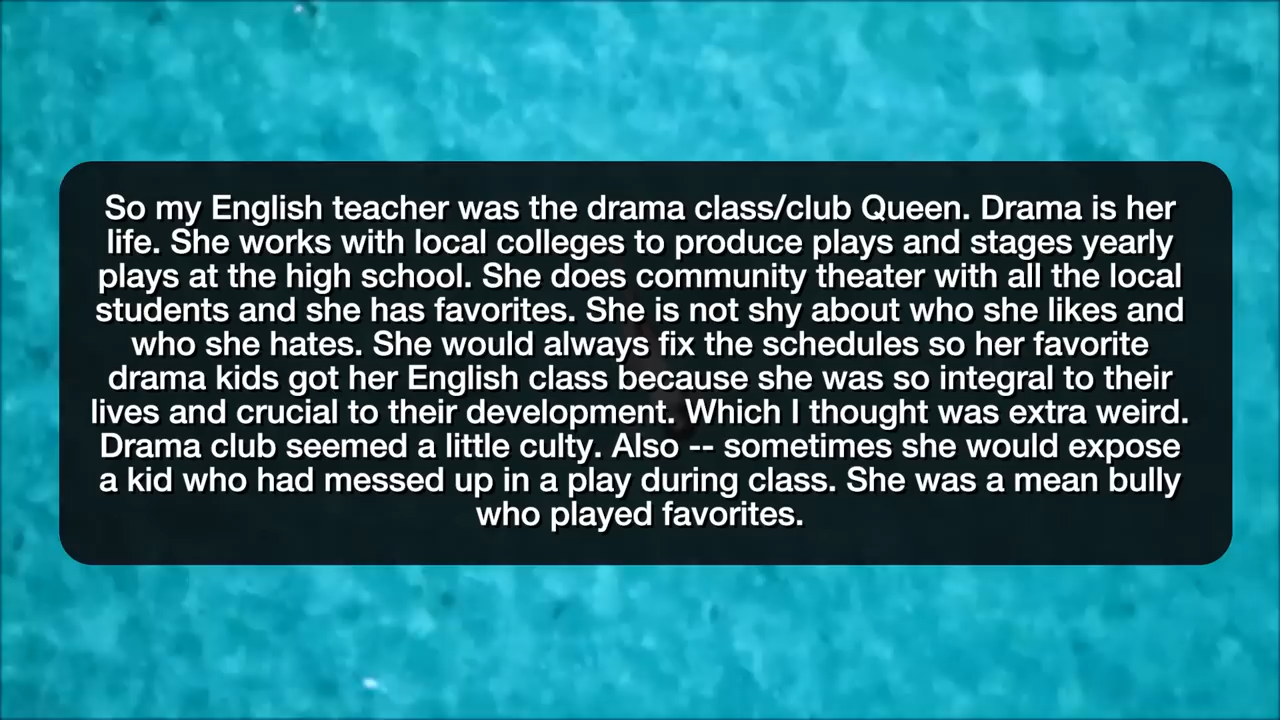 So my English teacher was the drama class/club Queen. Drama is her
life. She works with local colleges to produce plays and stages yearly
plays at the high school. She does community theater with all the local
students and she has favorites. She is not shy about who she likes and
who she hates. She would always fix the schedules so her favorite
drama kids got her English class because she was so integral to their
lives and crucial to their development. Which I thought was extra weird.
Drama club seemed a little culty. Also -- sometimes she would expose
a kid who had messed up in a play during class. She was a mean bully
who played favorites.